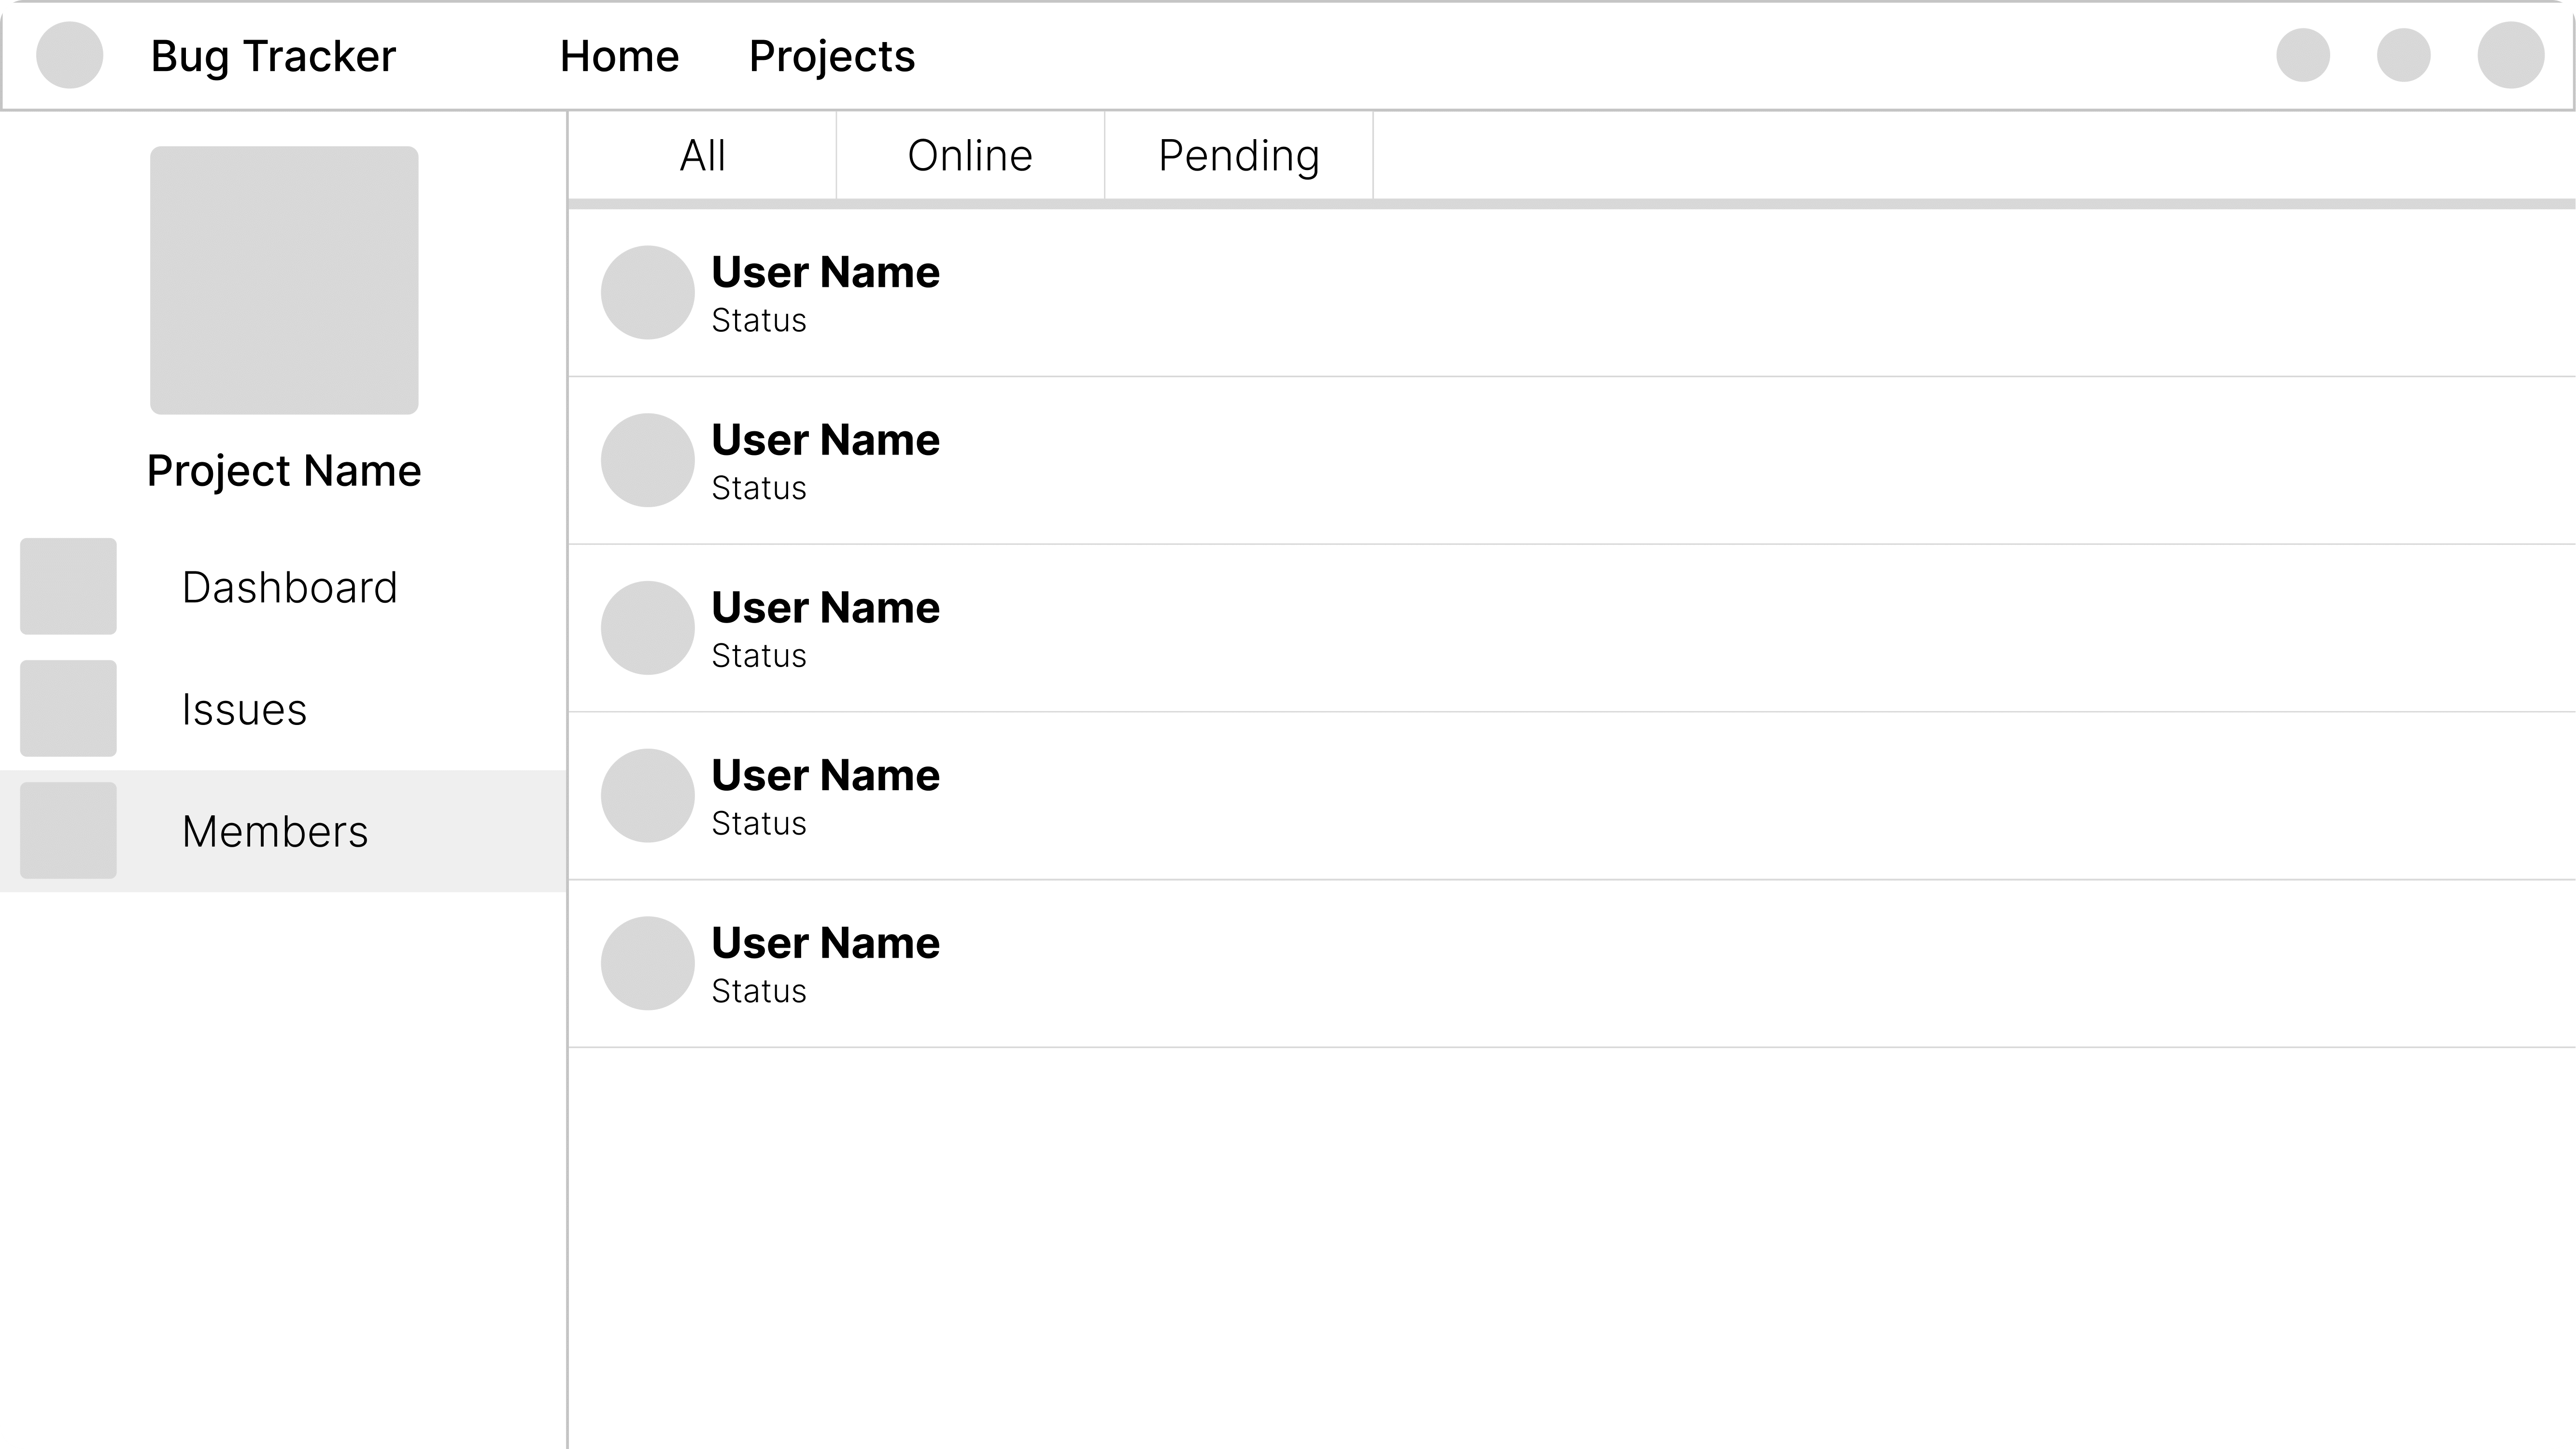 Bug Tracker Home Projects
Project Name
Dashboard
Issues
Members
All Online Pending
User Name
Status
User Name
Status
User Name
Status
User Name
Status
User Name
Status